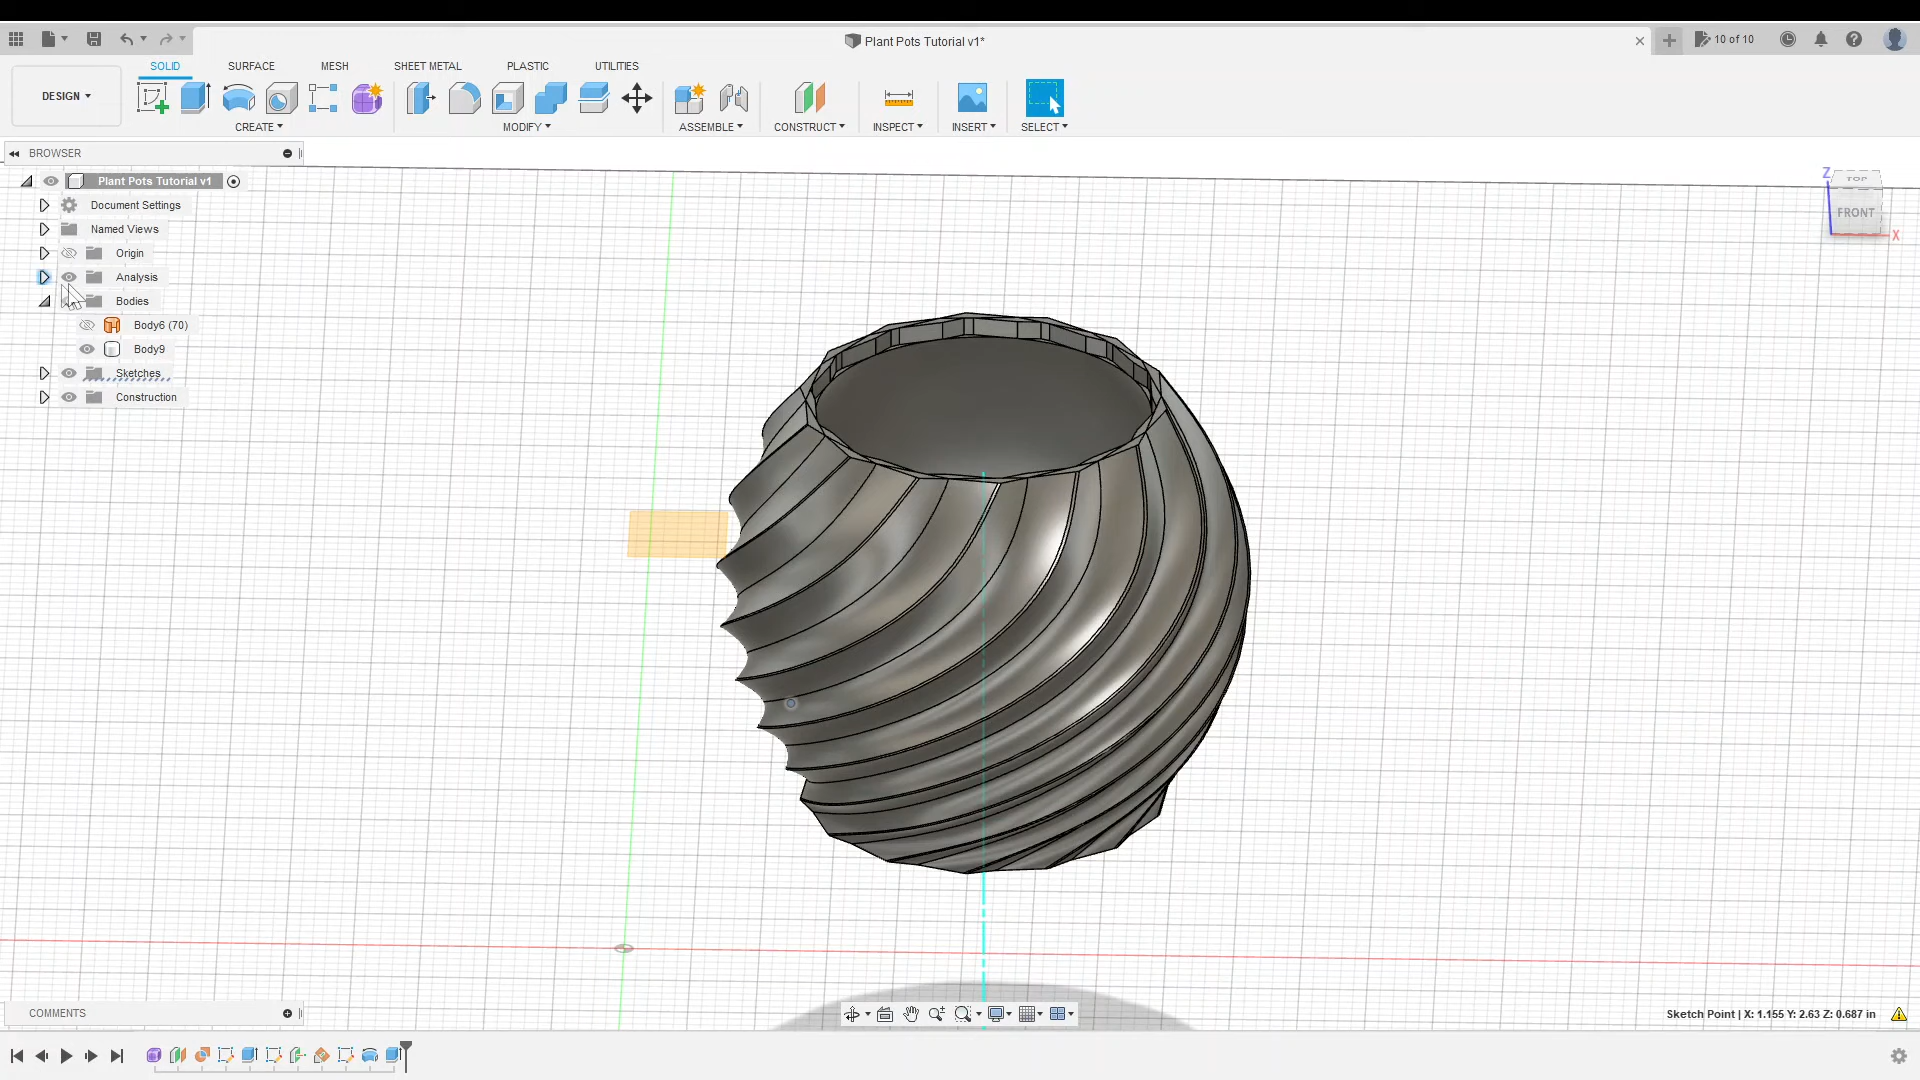 Plant Pots Tutorial v1*
10 of 10
SOLID SURFACE MESH SHEET METAL PLASTIC UTILITIES
DESIGN
CREATE MODIFY ASSEMBLE CONSTRUCT INSPECT INSERT SELECT
BROWSER
Plant Pots Tutorial v1
Document Settings
Named Views
Origin
Analysis
Bodies
Body6 (70)
Body9
Sketches
Construction
Z
TOP
FRONT
X
COMMENTS
Sketch Point | X: 1.155 Y: 2.63 Z: 0.687 in